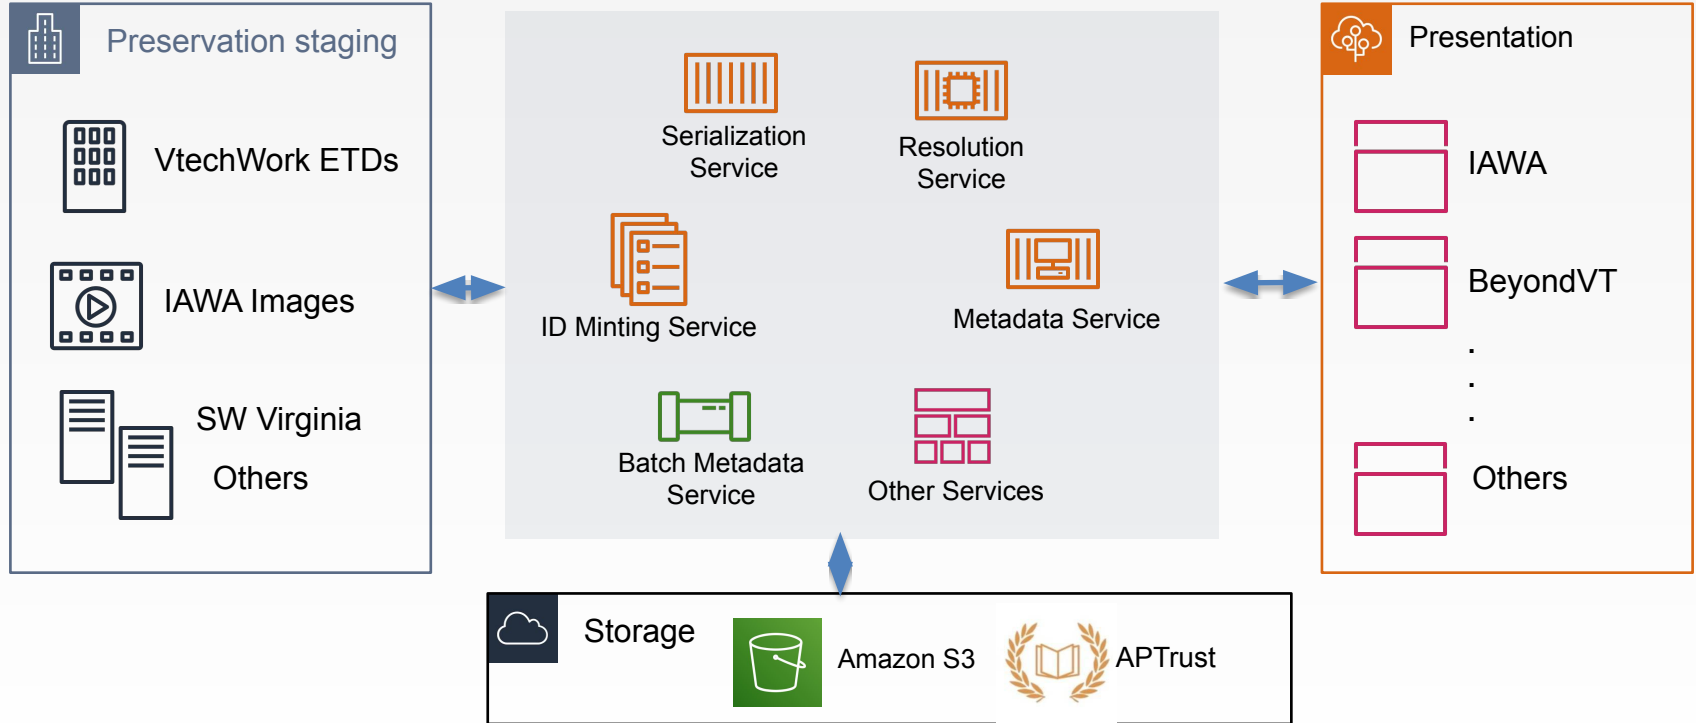 Preservation staging
VtechWork ETDs
IAWA Images
SW Virginia
Others
Serialization
Service
Resolution
Service
ID Minting Service
Metadata Service
Batch Metadata
Service
Other Services
Presentation
IAWA
BeyondVT
.
.
.
Others
Storage
Amazon S3
APTrust